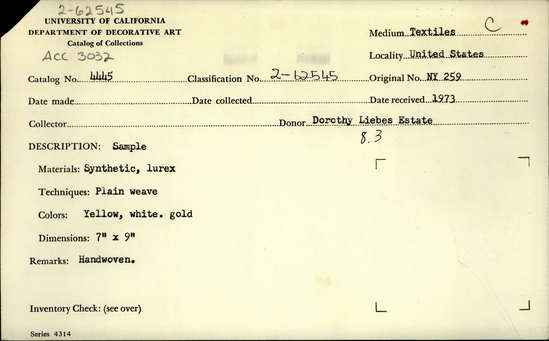 2-62545
UNIVERSITY OF CALIFORNIA
DEPARTMENT OF DECORATIVE ART
Catalog of Collections
ACC 3032
Medium Textiles C
Locality United States
Catalog No. 4445 Classification No. 2-62545 Original No. NY 259
Date made Date collected Date received 1973
Collector Donor Dorothy Liebes Estate
8.3
DESCRIPTION: Sample
Materials: Synthetic, lurex
Techniques: Plain weave
Colors: Yellow, white. gold
Dimensions: 7" x 9"
Remarks: Handwoven.
Inventory Check: (see over)
Series 4314